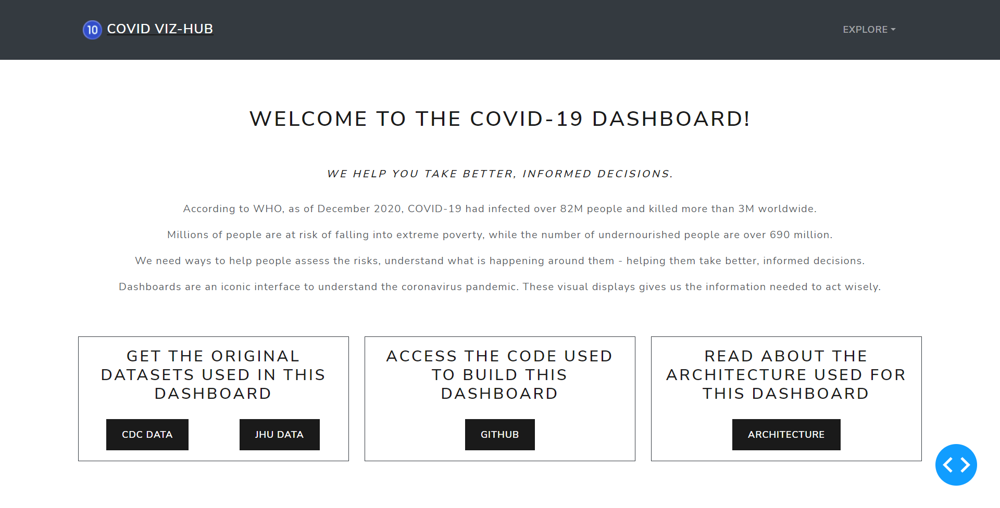 10 COVID VIZ-HUB
EXPLORE
WELCOME TO THE COVID-19 DASHBOARD!
WE HELP YOU TAKE BETTER, INFORMED DECISIONS.
According to WHO, as of December 2020, COVID-19 had infected over 82M people and killed more than 3M worldwide.
Millions of people are at risk of falling into extreme poverty, while the number of undernourished people are over 690 million.
We need ways to help people assess the risks, understand what is happening around them - helping them take better, informed decisions.
Dashboards are an iconic interface to understand the coronavirus pandemic. These visual displays gives us the information needed to act wisely.
GET THE ORIGINAL
DATASETS USED IN THIS
DASHBOARD
CDC DATA
JHU DATA
ACCESS THE CODE USED
TO BUILD THIS
DASHBOARD
GITHUB
READ ABOUT THE
ARCHITECTURE USED FOR
THIS DASHBOARD
ARCHITECTURE